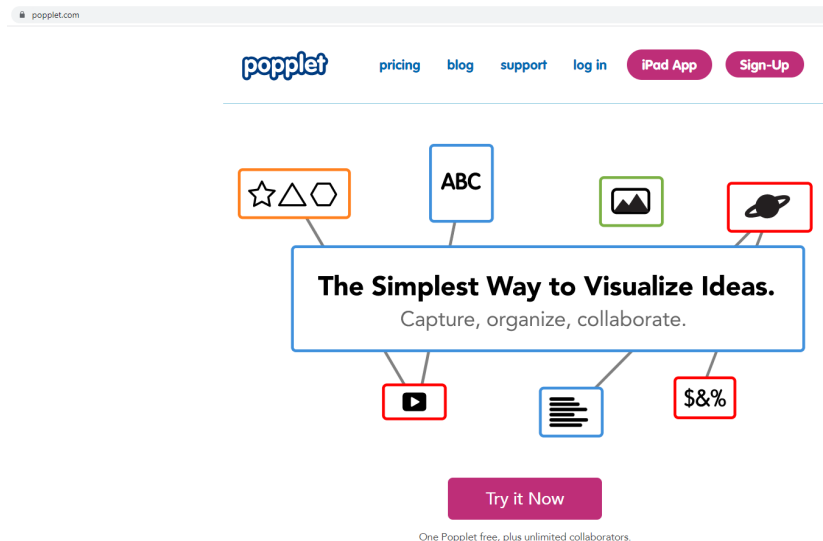 popplet.com
popplet pricing blog support log in iPad App Sign-Up
ABC
The Simplest Way to Visualize Ideas.
Capture, organize, collaborate.
$&%
Try it Now
One Popplet free, plus unlimited collaborators.